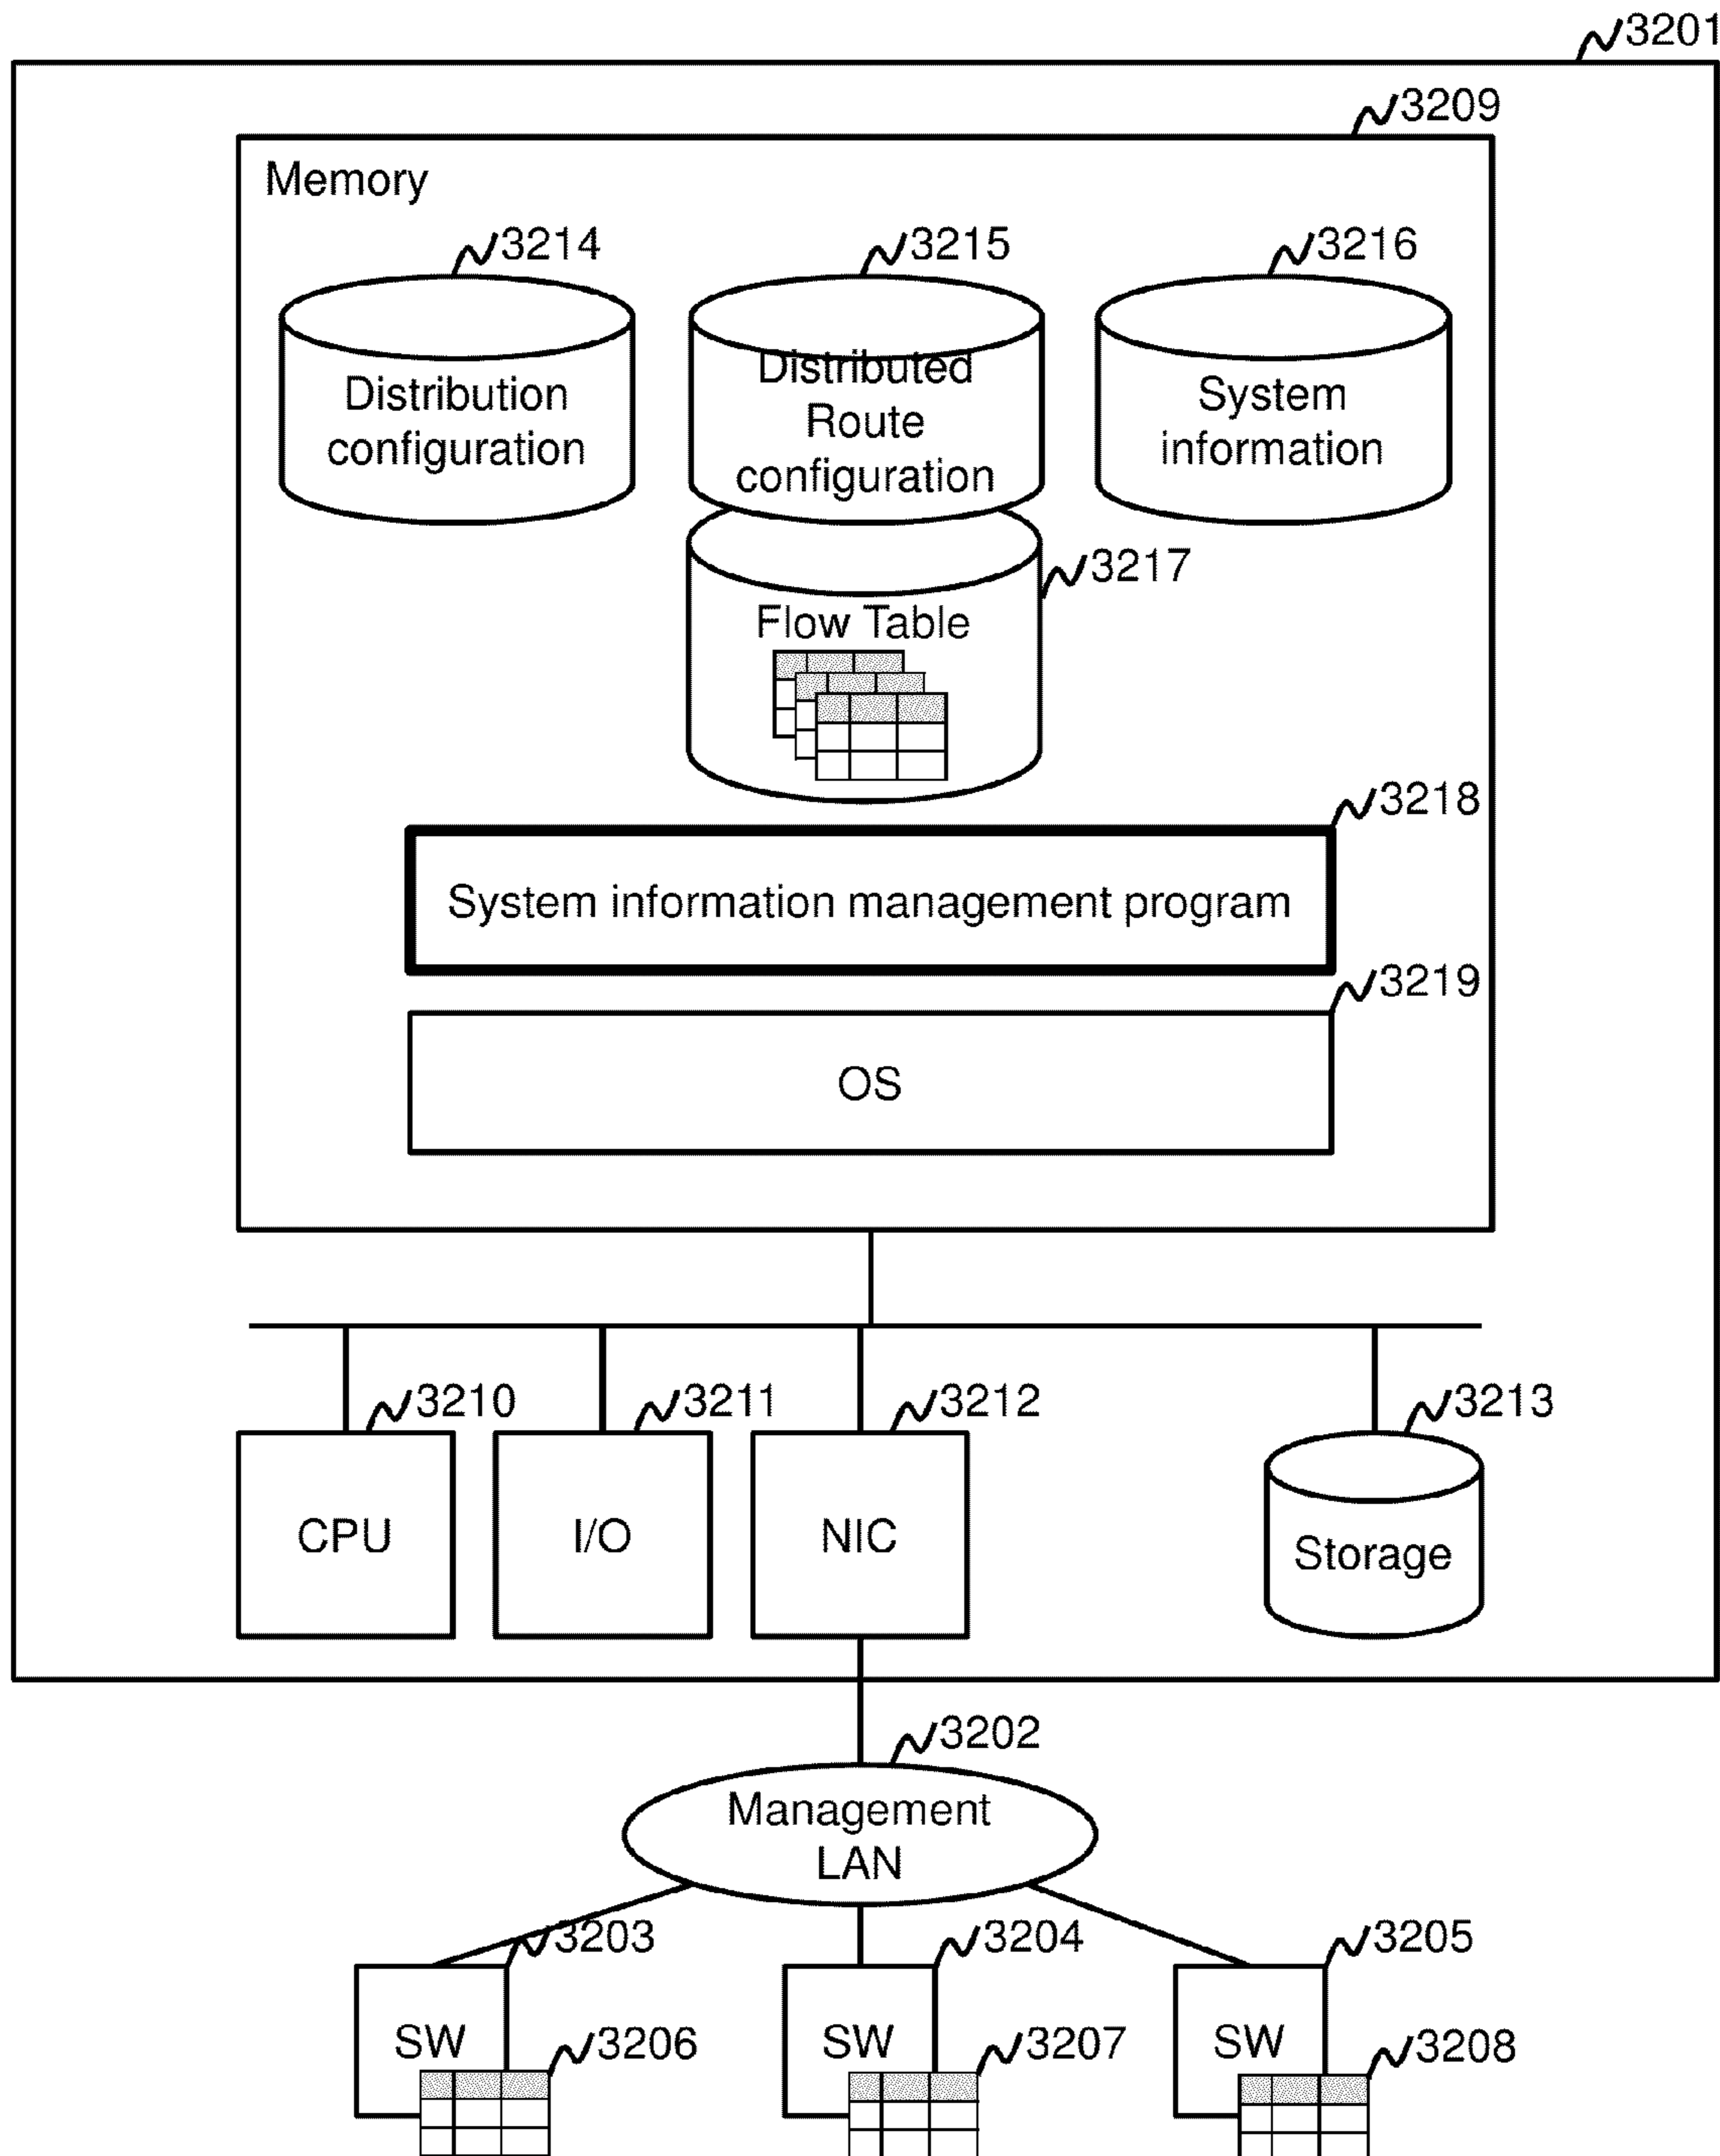 3201
3209
Memory
3214
3215
3216
Distribution
configuration
Distributed
Route
configuration
System
information
3217
Flow Table
3218
System information management program
3219
OS
3210
3211
3212
3213
CPU
I/O
NIC
Storage
3202
Management
LAN
3203
3204
3205
SW
SW
SW
3206
3207
3208